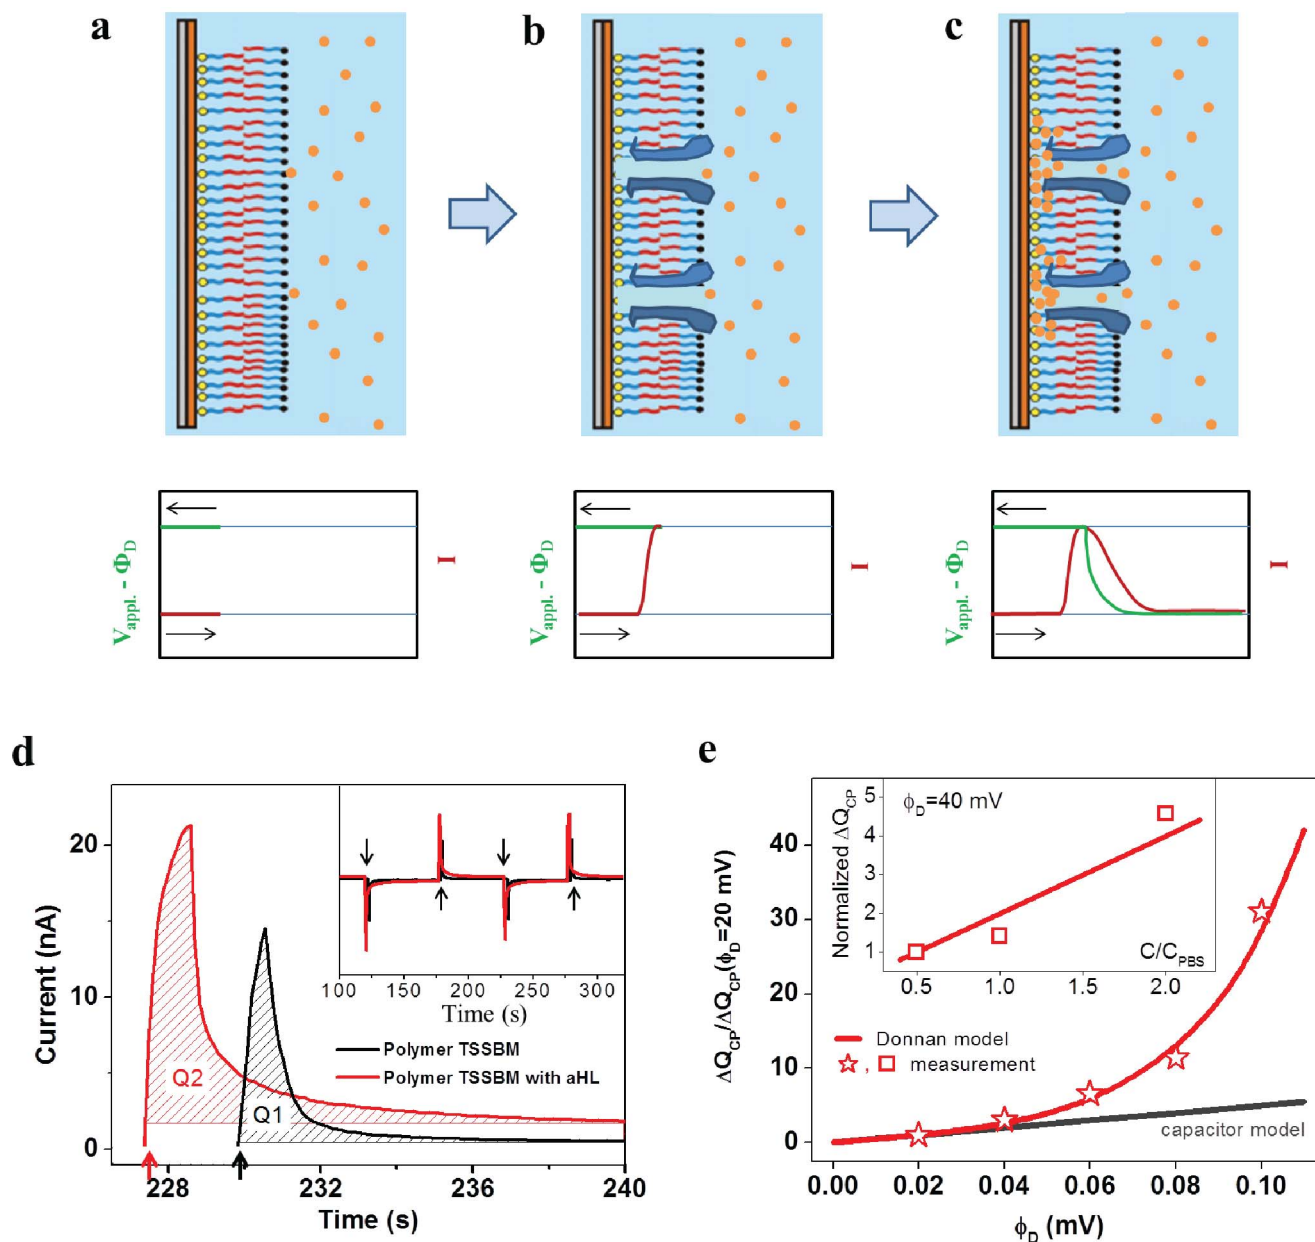 a
b
c
V_appl. - Φ_D
I
V_appl. - Φ_D
I
V_appl. - Φ_D
I
d
Current (nA)
20
10
0
228
232
236
240
Time (s)
Q2
Q1
100
150
200
250
300
Time (s)
Polymer TSSBM
Polymer TSSBM with aHL
e
ΔQ_CP/ΔQ_CP(ϕ_D=20 mV)
40
30
20
10
0
0.00
0.02
0.04
0.06
0.08
0.10
ϕ_D (mV)
Normalized ΔQ_CP
5
4
3
2
1
ϕ_D=40 mV
C/C_PBS
0.5
1.0
1.5
2.0
Donnan model
, measurement
capacitor model